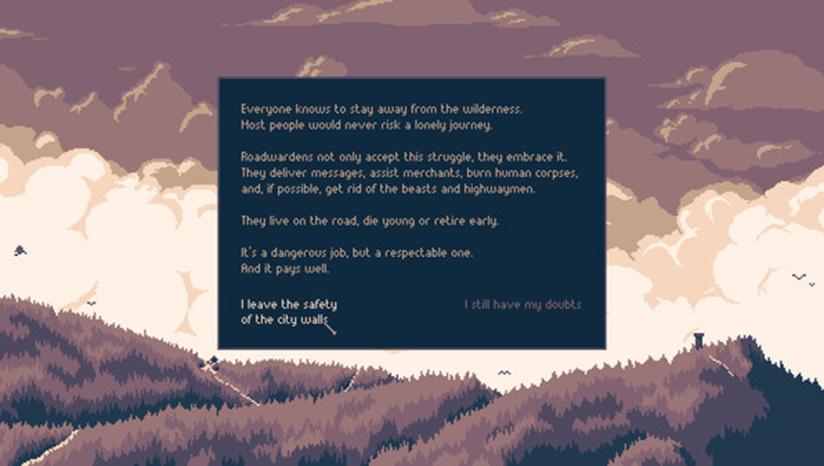 Everyone knows to stay away from the wilderness.
Most people would never risk a lonely journey.
Roadwardens not only accept this struggle, they embrace it.
They deliver messages, assist merchants, burn human corpses,
and, if possible, get rid of the beasts and highwaymen.
They live on the road, die young or retire early.
It's a dangerous job, but a respectable one.
And it pays well.
I leave the safety
of the city walls
I still have my doubts